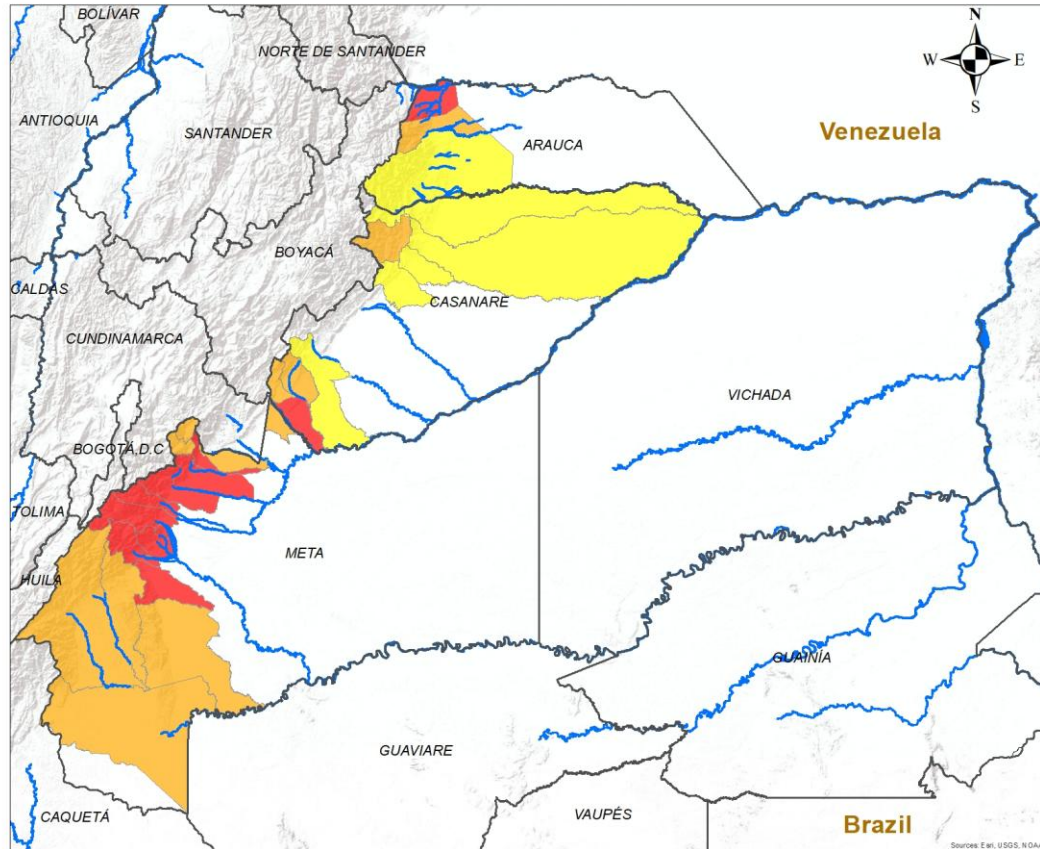 BOLÍVAR
N
NORTE DE SANTANDER
W
E
S
ANTIOQUIA
SANTANDER
ARAUCA
Venezuela
BOYACÁ
CALDAS
CASANARE
CUNDINAMARCA
VICHADA
BOGOTÁ,D.C
TOLIMA
META
HUILA
GUAINÍA
GUAVIARE
CAQUETÁ
VAUPÉS
Brazil
Sources: Esri, USGS, NOAA